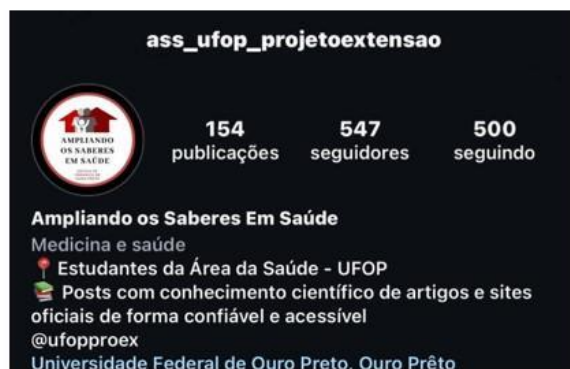 ass_ufop_projetoextensao
AMPLIANDO
OS SABERES
EM SAÚDE
154
publicações
547
seguidores
500
seguindo
Ampliando os Saberes Em Saúde
Medicina e saúde
📍 Estudantes da Área da Saúde - UFOP
📚 Posts com conhecimento científico de artigos e sites
oficiais de forma confiável e acessível
@ufopproex
Universidade Federal de Ouro Preto, Ouro Prêto